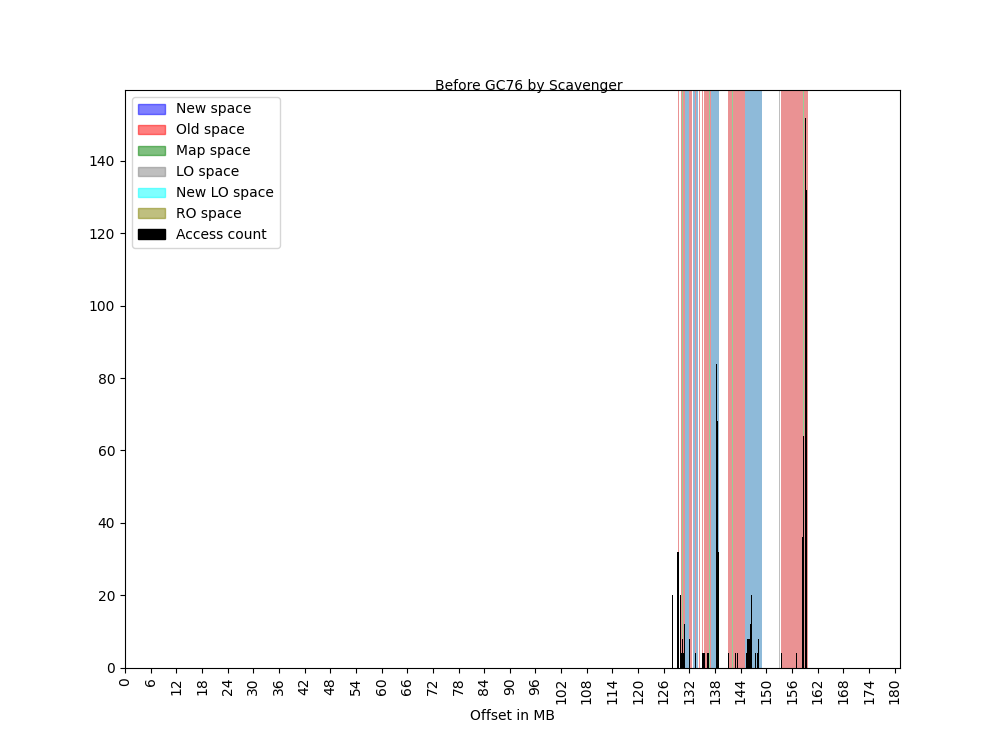 Before GC76 by Scavenger
New space
Old space
Map space
LO space
New LO space
RO space
Access count
140
120
100
80
60
40
20
0
0 6 12 18 24 30 36 42 48 54 60 66 72 78 84 90 96 102 108 114 120 126 132 138 144 150 156 162 168 174 180
Offset in MB